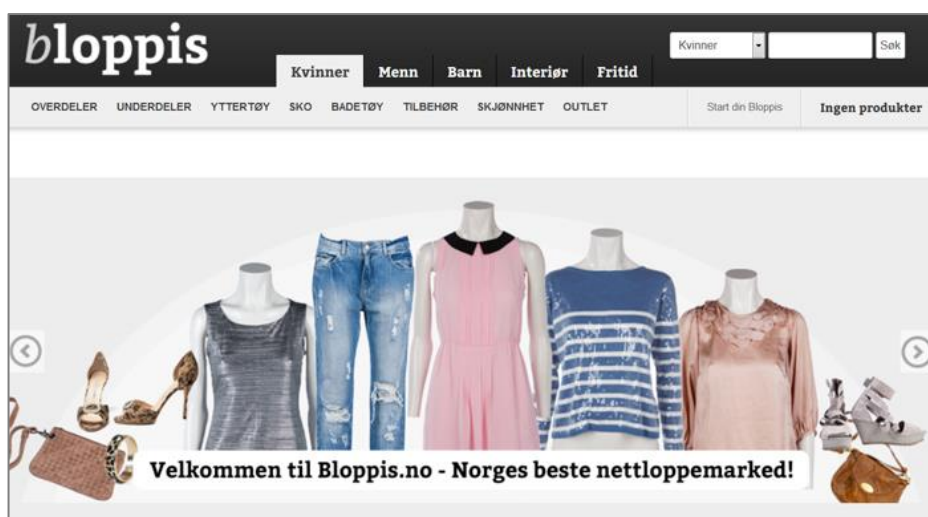 bloppis
Kvinner Søk
Kvinner Menn Barn Interiør Fritid
OVERDELER UNDERDELER YTTERTØY SKO BADETØY TILBEHØR SKJØNNHET OUTLET Start din Bloppis Ingen produkter
Velkommen til Bloppis.no - Norges beste nettloppemarked!